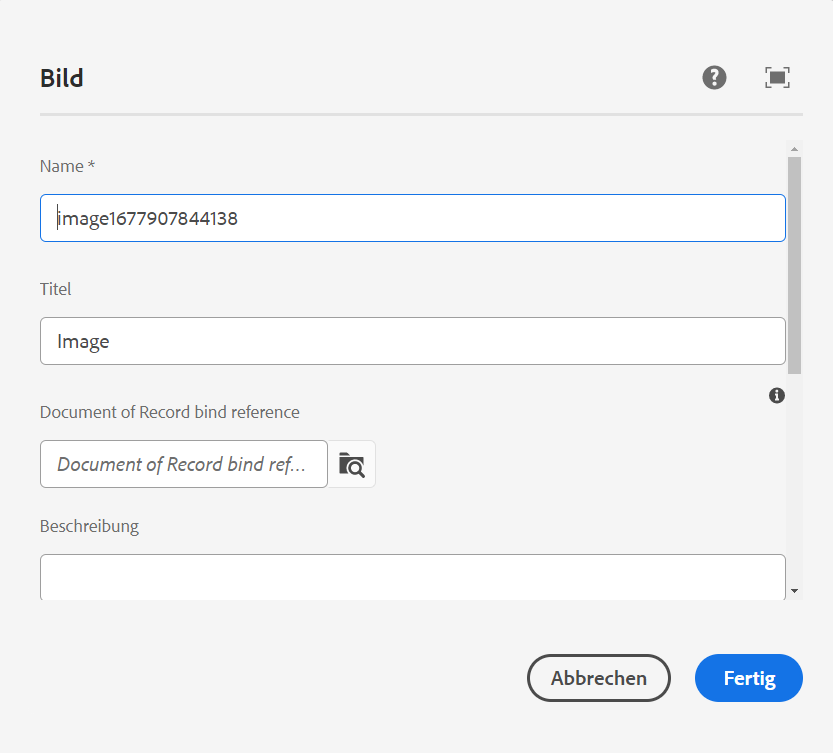 Bild
Name *
image1677907844138
Titel
Image
Document of Record bind reference
Document of Record bind ref...
Beschreibung
Abbrechen
Fertig